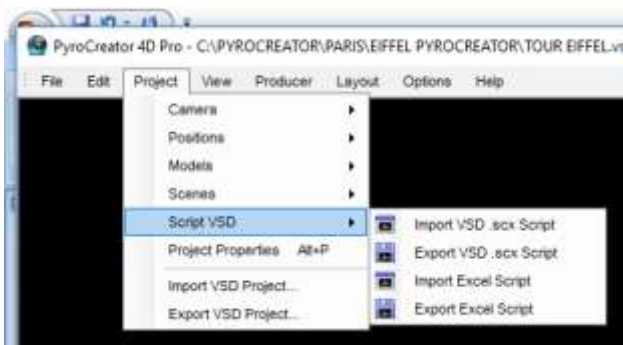 PyroCreator 4D Pro - C:\PYROCREATOR\PARIS\EIFFEL PYROCREATOR\TOUR EIFFEL.vs
File Edit Project View Producer Layout Options Help
Camera
Positions
Models
Scenes
Script VSD
Project Properties Alt+P
Import VSD Project...
Export VSD Project...
Import VSD .scx Script
Export VSD .scx Script
Import Excel Script
Export Excel Script